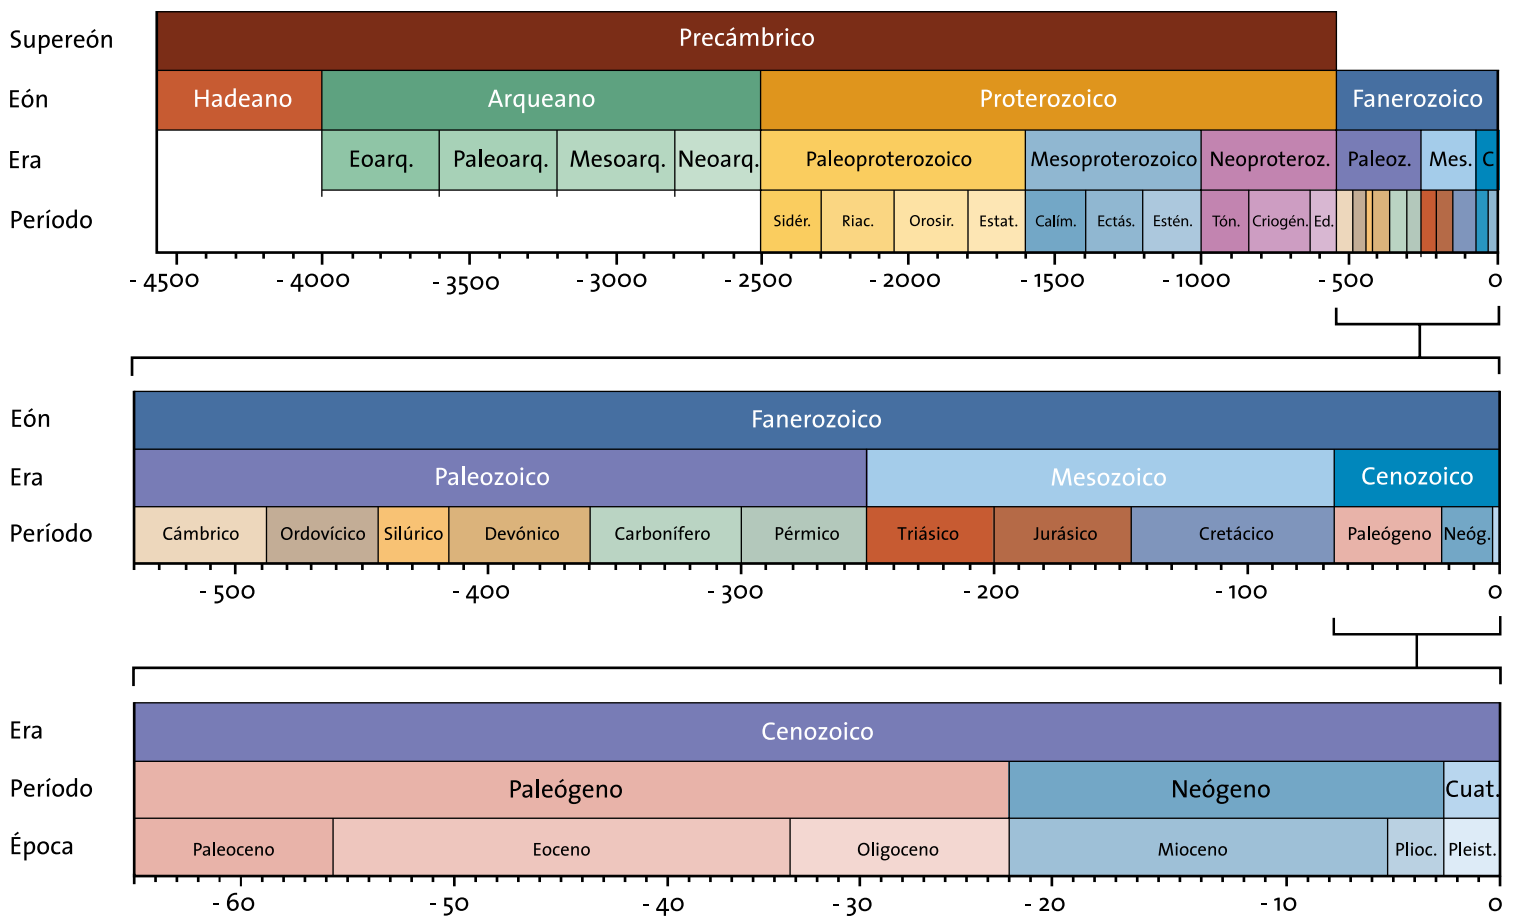 Supereón Precámbrico
Eón Hadeano Arqueano Proterozoico Fanerozoico
Era Eoarq. Paleoarq. Mesoarq. Neoarq. Paleoproterozoico Mesoproterozoico Neoproteroz. Paleoz. Mes. C
Período Sidér. Riac. Orosir. Estat. Calím. Ectás. Estén. Tón. Criogén. Ed.
- 4500 - 4000 - 3500 - 3000 - 2500 - 2000 - 1500 - 1000 - 500 0
Eón Fanerozoico
Era Paleozoico Mesozoico Cenozoico
Período Cámbrico Ordovícico Silúrico Devónico Carbonífero Pérmico Triásico Jurásico Cretácico Paleógeno Neóg.
- 500 - 400 - 300 - 200 - 100 0
Era Cenozoico
Período Paleógeno Neógeno Cuat.
Época Paleoceno Eoceno Oligoceno Mioceno Plioc. Pleist.
- 60 - 50 - 40 - 30 - 20 - 10 0